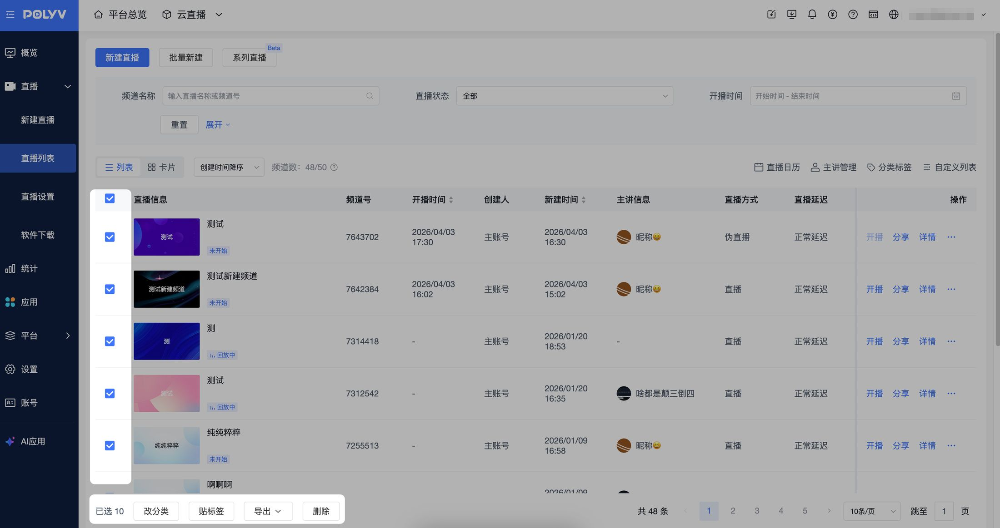 POLYV
平台总览
云直播
概览
直播
新建直播
直播列表
直播设置
软件下载
统计
应用
平台
设置
账号
AI应用
新建直播
批量新建
系列直播
Beta
频道名称
输入直播名称或频道号
直播状态
全部
开播时间
开始时间 - 结束时间
重置
展开
列表
卡片
创建时间降序
频道数：48/50
直播日历
主讲管理
分类标签
自定义列表
直播信息 频道号 开播时间 创建人 新建时间 主讲信息 直播方式 直播延迟 操作
测试
测试
未开始
7643702
2026/04/03
17:30
主账号
2026/04/03
16:30
昵称😆
伪直播
正常延迟
开播 分享 详情 ···
测试新建频道
测试新建频道
未开始
7642384
2026/04/03
16:02
主账号
2026/04/03
15:02
昵称😆
直播
正常延迟
开播 分享 详情 ···
测
测
回放中
7314418
-
主账号
2026/01/20
18:53
-
直播
正常延迟
开播 分享 详情 ···
测试
测试
回放中
7312542
-
主账号
2026/01/20
16:35
啥都是颠三倒四
直播
正常延迟
开播 分享 详情 ···
纯纯粹粹
纯纯粹粹
未开始
7255513
-
主账号
2026/01/09
16:58
昵称😆
直播
正常延迟
开播 分享 详情 ···
啊啊啊
2026/01/09
已选 10
改分类
贴标签
导出
删除
共 48 条
1 2 3 4 5
10条/页
跳至 1 页